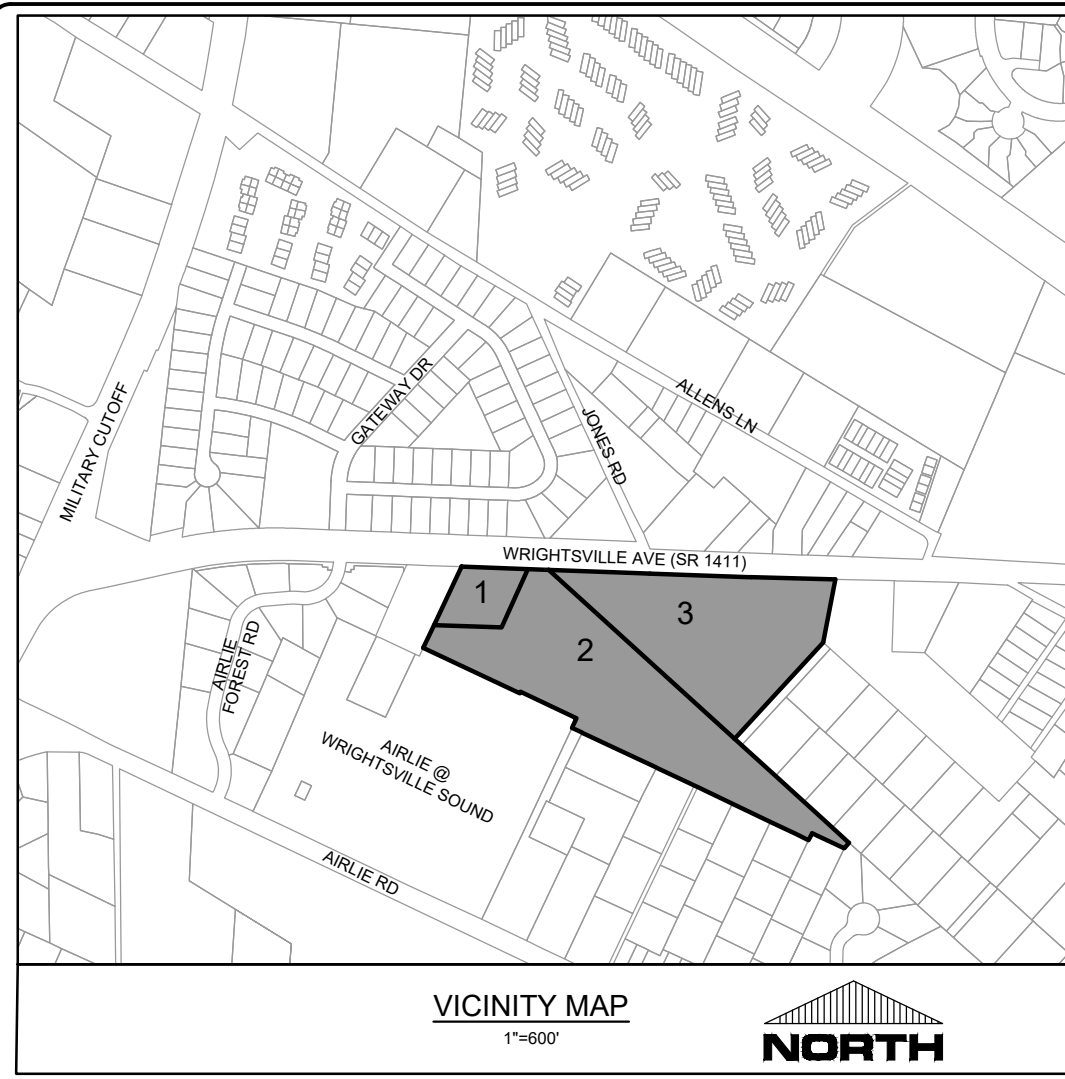 MILITARY CUTOFF
GATEWAY DR
JONES RD
ALLENS LN
WRIGHTSVILLE AVE (SR 1411)
1
2
3
AIRLIE
FOREST RD
AIRLIE @
WRIGHTSVILLE SOUND
AIRLIE RD
VICINITY MAP
1"=600'
NORTH